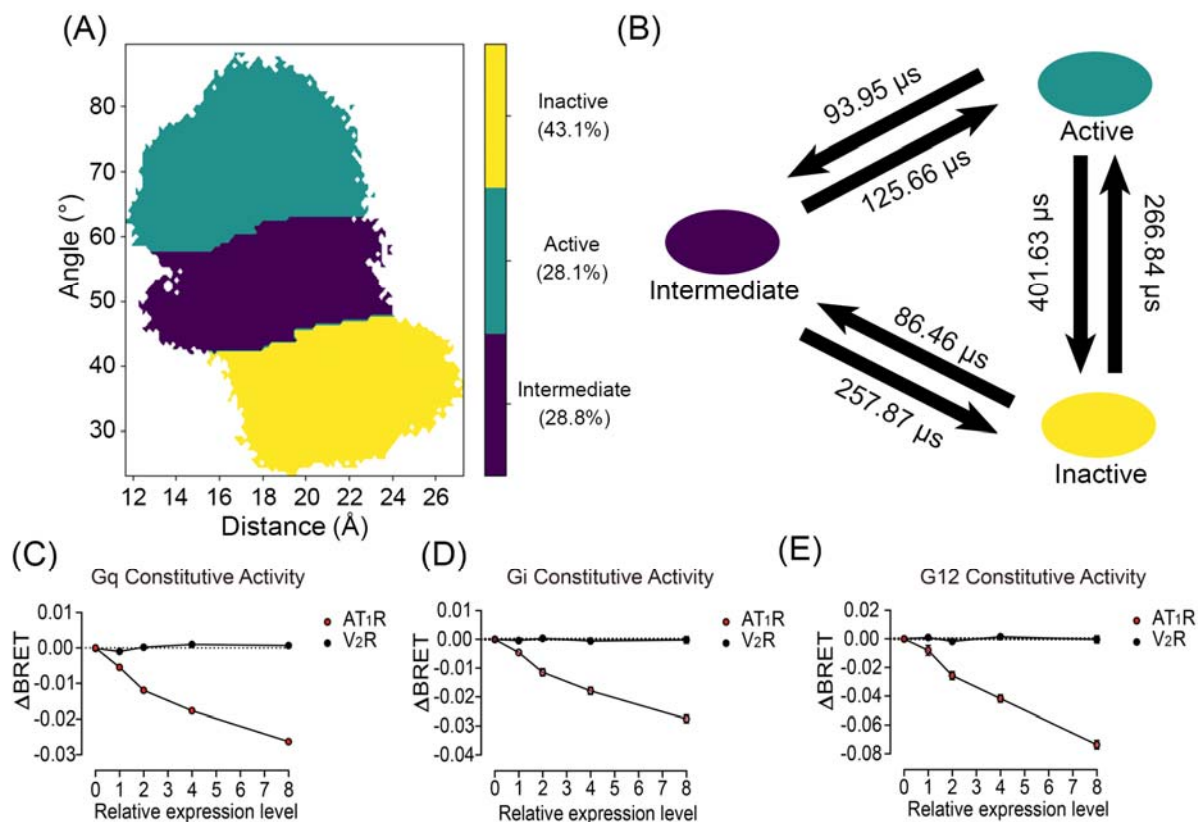 (A)
80
70
60
50
40
30
Angle (°)
12 14 16 18 20 22 24 26
Distance (Å)
Inactive
(43.1%)
Active
(28.1%)
Intermediate
(28.8%)
(B)
93.95 µs
125.66 µs
Active
Intermediate
401.63 µs
266.84 µs
86.46 µs
257.87 µs
Inactive
(C)
Gq Constitutive Activity
0.01
0.00
-0.01
-0.02
-0.03
ΔBRET
AT1R
V2R
0 1 2 3 4 5 6 7 8
Relative expression level
(D)
Gi Constitutive Activity
0.01
0.00
-0.01
-0.02
-0.03
-0.04
ΔBRET
AT1R
V2R
0 1 2 3 4 5 6 7 8
Relative expression level
(E)
G12 Constitutive Activity
0.02
0.00
-0.02
-0.04
-0.06
-0.08
ΔBRET
AT1R
V2R
0 1 2 3 4 5 6 7 8
Relative expression level